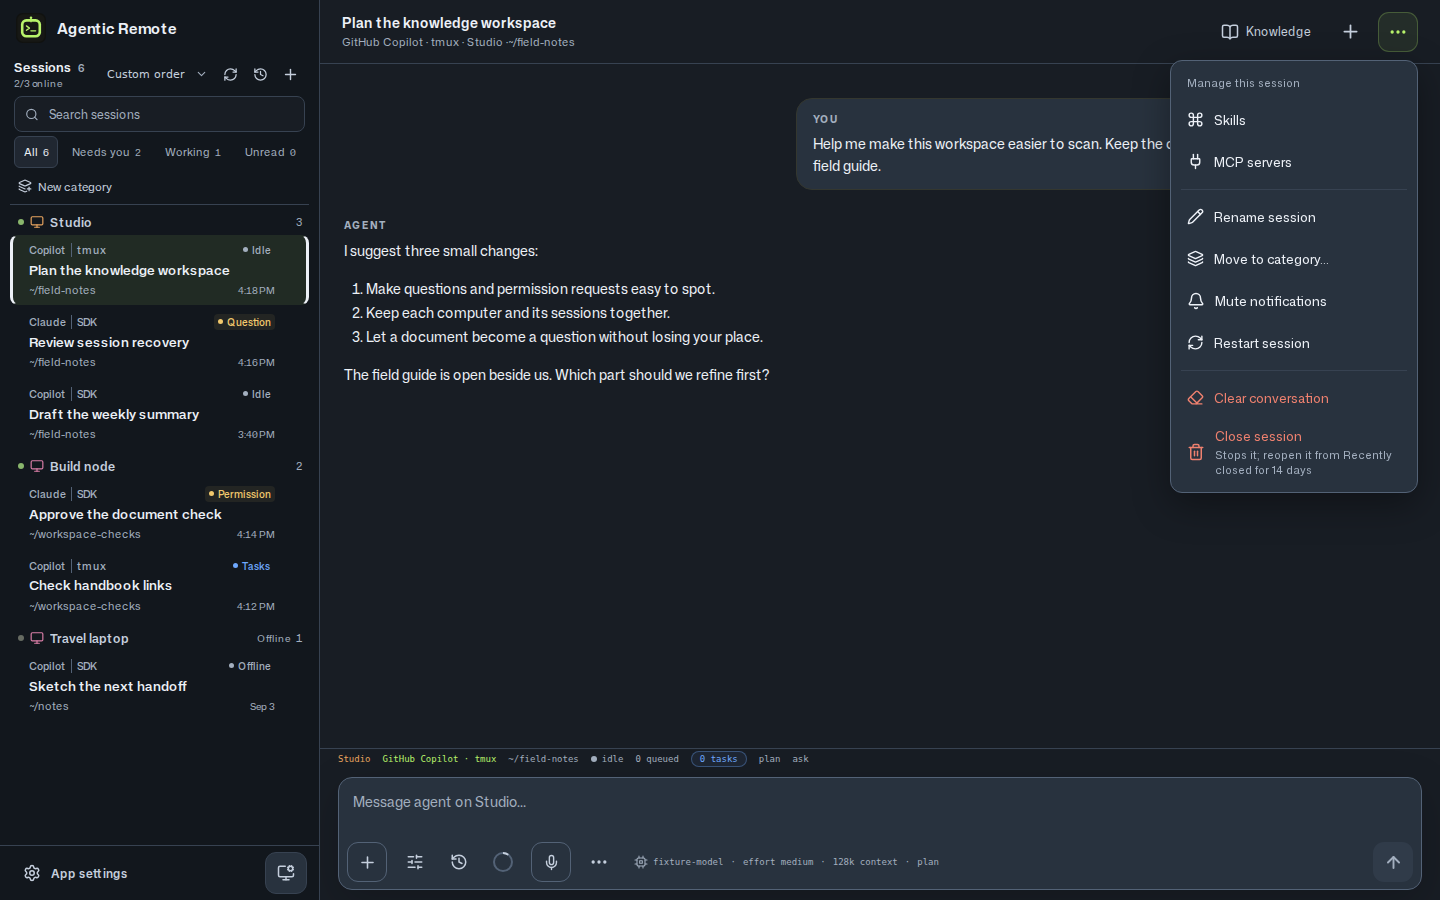 Agentic Remote
Sessions 6
2/3 online
Custom order
Search sessions
All 6
Needs you 2
Working 1
Unread 0
New category
Studio 3
Copilot | tmux Idle
Plan the knowledge workspace
~/field-notes 4:18 PM
Claude | SDK Question
Review session recovery
~/field-notes 4:16 PM
Copilot | SDK Idle
Draft the weekly summary
~/field-notes 3:40 PM
Build node 2
Claude | SDK Permission
Approve the document check
~/workspace-checks 4:14 PM
Copilot | tmux Tasks
Check handbook links
~/workspace-checks 4:12 PM
Travel laptop Offline 1
Copilot | SDK Offline
Sketch the next handoff
~/notes Sep 3
App settings
Plan the knowledge workspace
GitHub Copilot · tmux · Studio · ~/field-notes
Knowledge
YOU
Help me make this workspace easier to scan. Keep the
field guide.
AGENT
I suggest three small changes:
1. Make questions and permission requests easy to spot.
2. Keep each computer and its sessions together.
3. Let a document become a question without losing your place.
The field guide is open beside us. Which part should we refine first?
Manage this session
Skills
MCP servers
Rename session
Move to category...
Mute notifications
Restart session
Clear conversation
Close session
Stops it; reopen it from Recently
closed for 14 days
Studio GitHub Copilot · tmux ~/field-notes idle 0 queued 0 tasks plan ask
Message agent on Studio...
fixture-model · effort medium · 128k context · plan